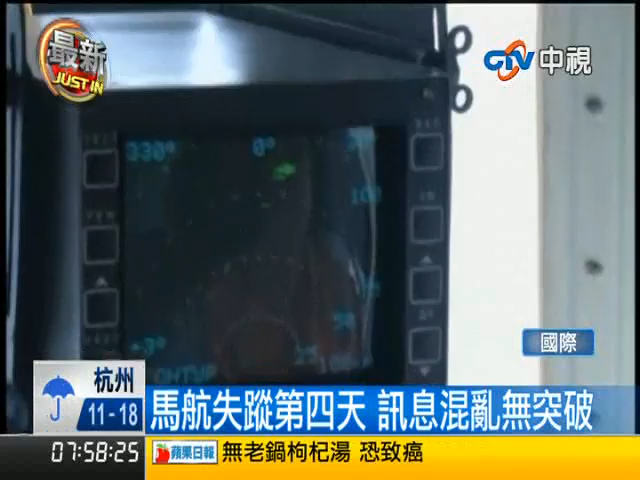 最新
JUST IN
CTV中視
330°
0°
100
國際
杭州
11-18
馬航失蹤第四天 訊息混亂無突破
07:58:25
蘋果日報
無老鍋枸杞湯 恐致癌